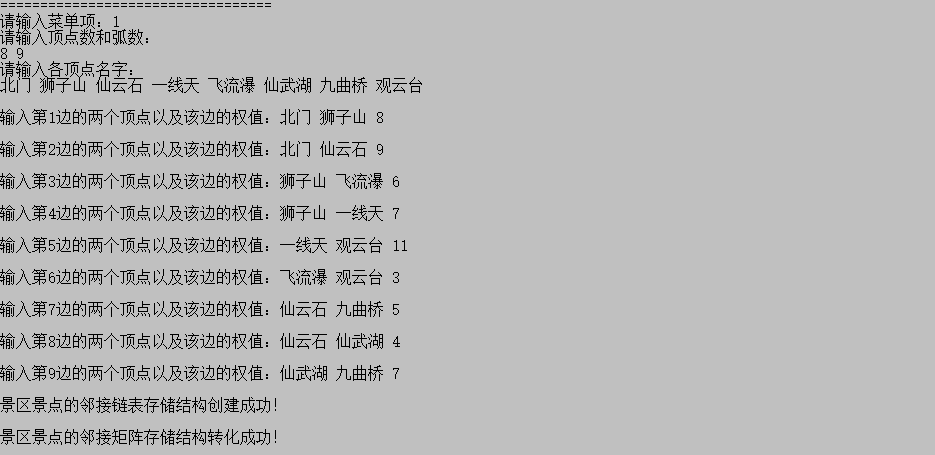 ==================================
请输入菜单项：1
请输入顶点数和弧数：
8 9
请输入各顶点名字：
北门 狮子山 仙云石 一线天 飞流瀑 仙武湖 九曲桥 观云台
输入第1边的两个顶点以及该边的权值：北门 狮子山 8
输入第2边的两个顶点以及该边的权值：北门 仙云石 9
输入第3边的两个顶点以及该边的权值：狮子山 飞流瀑 6
输入第4边的两个顶点以及该边的权值：狮子山 一线天 7
输入第5边的两个顶点以及该边的权值：一线天 观云台 11
输入第6边的两个顶点以及该边的权值：飞流瀑 观云台 3
输入第7边的两个顶点以及该边的权值：仙云石 九曲桥 5
输入第8边的两个顶点以及该边的权值：仙云石 仙武湖 4
输入第9边的两个顶点以及该边的权值：仙武湖 九曲桥 7
景区景点的邻接链表存储结构创建成功!
景区景点的邻接矩阵存储结构转化成功!